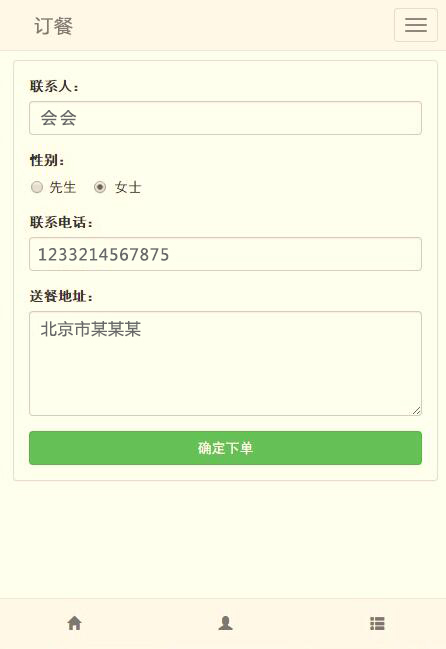 订餐
联系人：
会会
性别：
先生 女士
联系电话：
1233214567875
送餐地址：
北京市某某某
确定下单